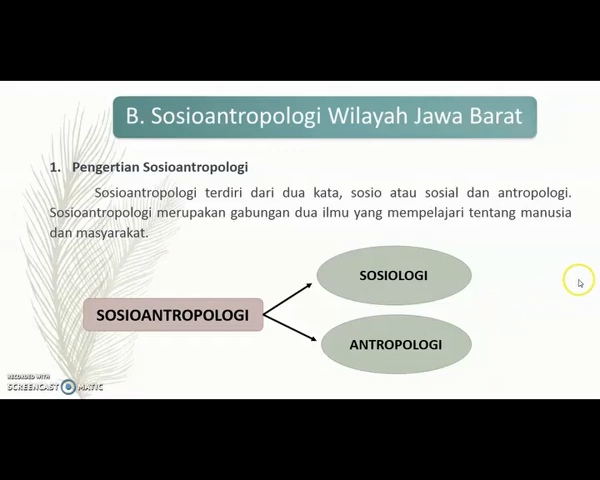 B. Sosioantropologi Wilayah Jawa Barat
1. Pengertian Sosioantropologi
Sosioantropologi terdiri dari dua kata, sosio atau sosial dan antropologi.
Sosioantropologi merupakan gabungan dua ilmu yang mempelajari tentang manusia
dan masyarakat.
SOSIOLOGI
SOSIOANTROPOLOGI
ANTROPOLOGI
RECORDED WITH
SCREENCAST MATIC